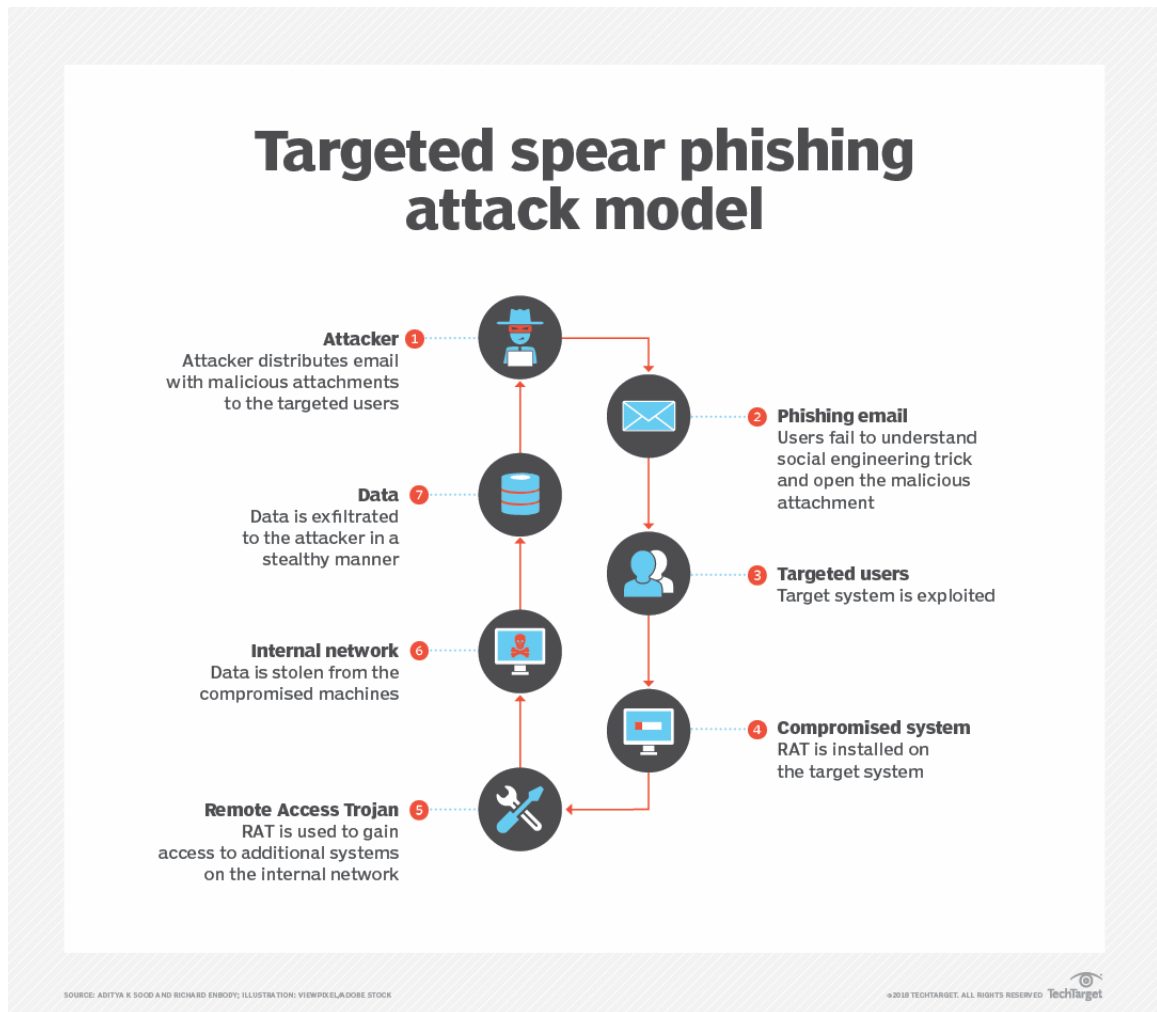 Targeted spear phishing
attack model
Attacker 1
Attacker distributes email
with malicious attachments
to the targeted users
2 Phishing email
Users fail to understand
social engineering trick
and open the malicious
attachment
3 Targeted users
Target system is exploited
4 Compromised system
RAT is installed on
the target system
Remote Access Trojan 5
RAT is used to gain
access to additional systems
on the internal network
Internal network 6
Data is stolen from the
compromised machines
Data 7
Data is exfiltrated
to the attacker in a
stealthy manner
SOURCE: ADITYA K SOOD AND RICHARD ENBODY; ILLUSTRATION: VIEWPIXEL/ADOBE STOCK
©2018 TECHTARGET. ALL RIGHTS RESERVED TechTarget